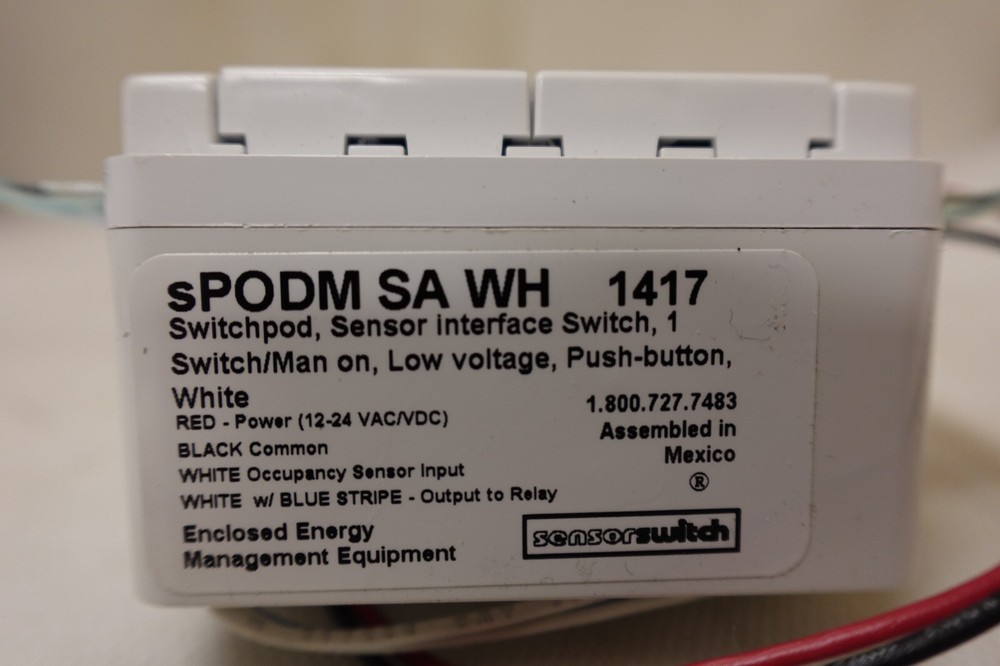 sPODM SA WH 1417
Switchpod, Sensor interface Switch, 1
Switch/Man on, Low voltage, Push-button,
White
RED - Power (12-24 VAC/VDC)
BLACK Common
WHITE Occupancy Sensor Input
WHITE w/ BLUE STRIPE - Output to Relay
1.800.727.7483
Assembled in
Mexico
®
Enclosed Energy
Management Equipment
sensorswitch